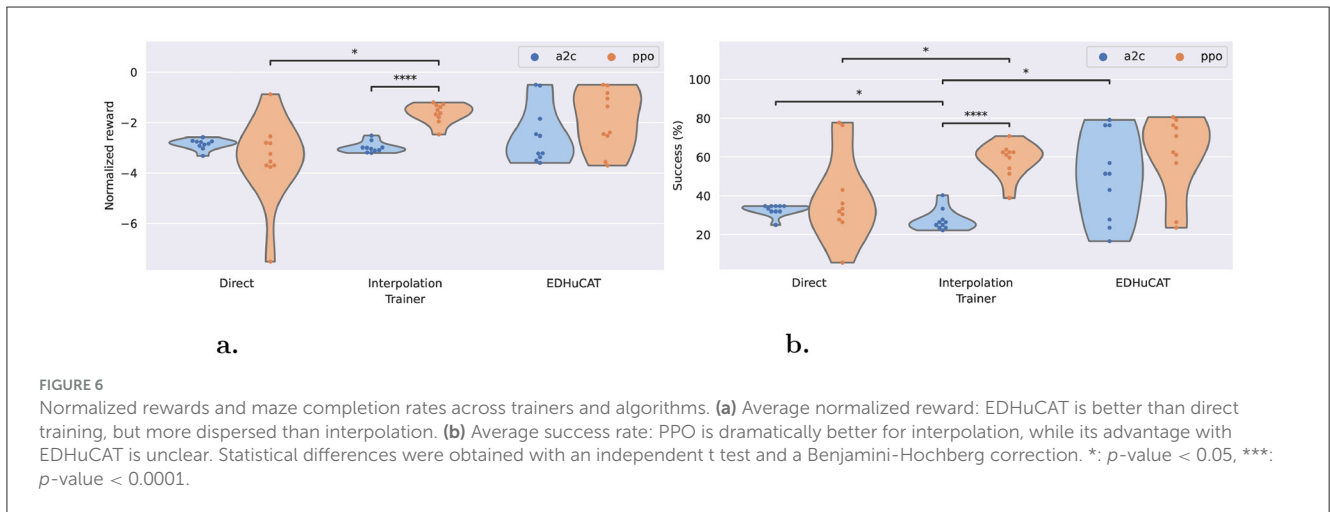 *
****
a2c
ppo
0
−2
−4
−6
Normalized reward
Direct
Interpolation
EDHuCAT
Trainer
a.
*
*
*
****
a2c
ppo
100
80
60
40
20
Success (%)
Direct
Interpolation
EDHuCAT
Trainer
b.
FIGURE 6
Normalized rewards and maze completion rates across trainers and algorithms. (a) Average normalized reward: EDHuCAT is better than direct
training, but more dispersed than interpolation. (b) Average success rate: PPO is dramatically better for interpolation, while its advantage with
EDHuCAT is unclear. Statistical differences were obtained with an independent t test and a Benjamini-Hochberg correction. *: p-value < 0.05, ***:
p-value < 0.0001.